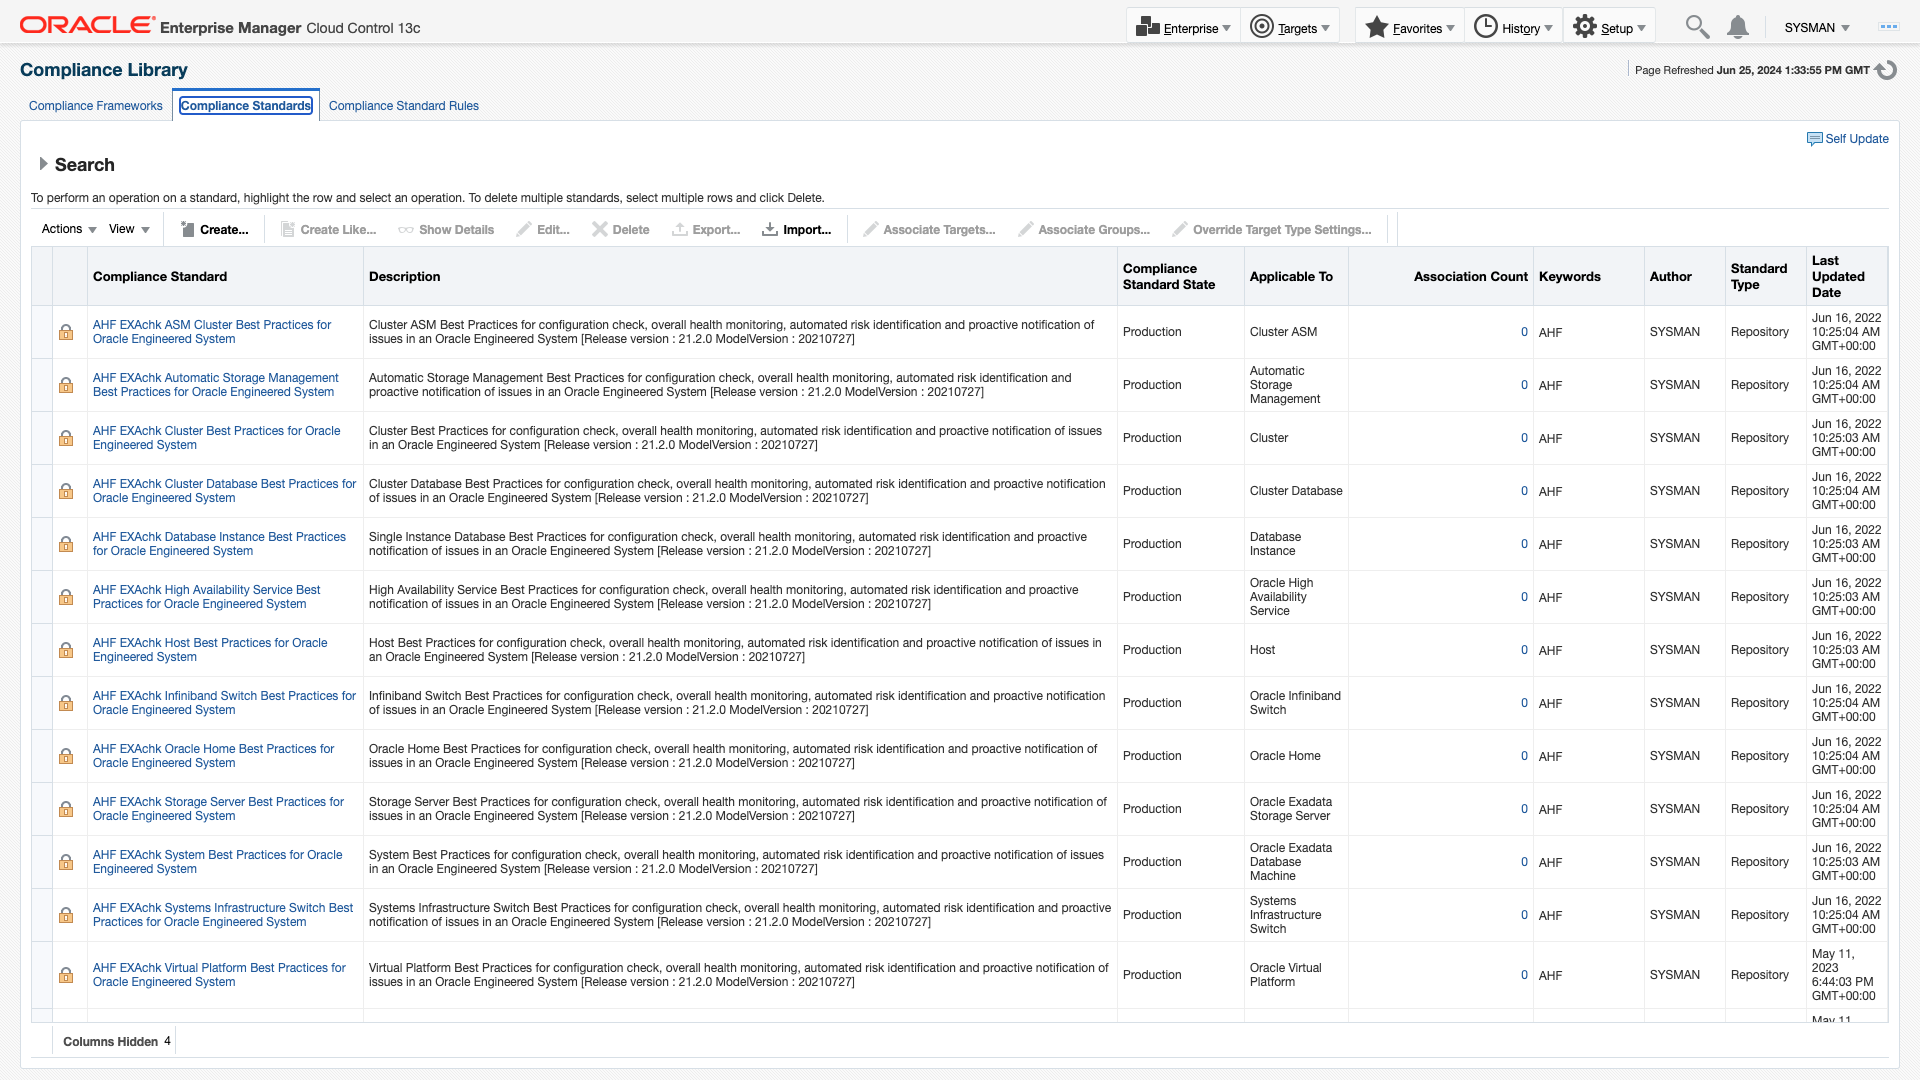 ORACLE Enterprise Manager Cloud Control 13c
Enterprise Targets Favorites History Setup SYSMAN
Compliance Library
Page Refreshed Jun 25, 2024 1:33:55 PM GMT
Compliance Frameworks Compliance Standards Compliance Standard Rules
Self Update
Search
To perform an operation on a standard, highlight the row and select an operation. To delete multiple standards, select multiple rows and click Delete.
Actions View Create... Create Like... Show Details Edit... Delete Export... Import... Associate Targets... Associate Groups... Override Target Type Settings...
Compliance Standard
Description
Compliance
Standard State
Applicable To
Association Count
Keywords
Author
Standard
Type
Last
Updated
Date
AHF EXAchk ASM Cluster Best Practices for
Oracle Engineered System
Cluster ASM Best Practices for configuration check, overall health monitoring, automated risk identification and proactive notification of
issues in an Oracle Engineered System [Release version : 21.2.0 ModelVersion : 20210727]
Production
Cluster ASM
0
AHF
SYSMAN
Repository
Jun 16, 2022
10:25:04 AM
GMT+00:00
AHF EXAchk Automatic Storage Management
Best Practices for Oracle Engineered System
Automatic Storage Management Best Practices for configuration check, overall health monitoring, automated risk identification and
proactive notification of issues in an Oracle Engineered System [Release version : 21.2.0 ModelVersion : 20210727]
Production
Automatic
Storage
Management
0
AHF
SYSMAN
Repository
Jun 16, 2022
10:25:04 AM
GMT+00:00
AHF EXAchk Cluster Best Practices for Oracle
Engineered System
Cluster Best Practices for configuration check, overall health monitoring, automated risk identification and proactive notification of issues
in an Oracle Engineered System [Release version : 21.2.0 ModelVersion : 20210727]
Production
Cluster
0
AHF
SYSMAN
Repository
Jun 16, 2022
10:25:03 AM
GMT+00:00
AHF EXAchk Cluster Database Best Practices for
Oracle Engineered System
Cluster Database Best Practices for configuration check, overall health monitoring, automated risk identification and proactive notification
of issues in an Oracle Engineered System [Release version : 21.2.0 ModelVersion : 20210727]
Production
Cluster Database
0
AHF
SYSMAN
Repository
Jun 16, 2022
10:25:04 AM
GMT+00:00
AHF EXAchk Database Instance Best Practices
for Oracle Engineered System
Single Instance Database Best Practices for configuration check, overall health monitoring, automated risk identification and proactive
notification of issues in an Oracle Engineered System [Release version : 21.2.0 ModelVersion : 20210727]
Production
Database
Instance
0
AHF
SYSMAN
Repository
Jun 16, 2022
10:25:03 AM
GMT+00:00
AHF EXAchk High Availability Service Best
Practices for Oracle Engineered System
High Availability Service Best Practices for configuration check, overall health monitoring, automated risk identification and proactive
notification of issues in an Oracle Engineered System [Release version : 21.2.0 ModelVersion : 20210727]
Production
Oracle High
Availability
Service
0
AHF
SYSMAN
Repository
Jun 16, 2022
10:25:03 AM
GMT+00:00
AHF EXAchk Host Best Practices for Oracle
Engineered System
Host Best Practices for configuration check, overall health monitoring, automated risk identification and proactive notification of issues in
an Oracle Engineered System [Release version : 21.2.0 ModelVersion : 20210727]
Production
Host
0
AHF
SYSMAN
Repository
Jun 16, 2022
10:25:03 AM
GMT+00:00
AHF EXAchk Infiniband Switch Best Practices for
Oracle Engineered System
Infiniband Switch Best Practices for configuration check, overall health monitoring, automated risk identification and proactive notification
of issues in an Oracle Engineered System [Release version : 21.2.0 ModelVersion : 20210727]
Production
Oracle Infiniband
Switch
0
AHF
SYSMAN
Repository
Jun 16, 2022
10:25:04 AM
GMT+00:00
AHF EXAchk Oracle Home Best Practices for
Oracle Engineered System
Oracle Home Best Practices for configuration check, overall health monitoring, automated risk identification and proactive notification of
issues in an Oracle Engineered System [Release version : 21.2.0 ModelVersion : 20210727]
Production
Oracle Home
0
AHF
SYSMAN
Repository
Jun 16, 2022
10:25:04 AM
GMT+00:00
AHF EXAchk Storage Server Best Practices for
Oracle Engineered System
Storage Server Best Practices for configuration check, overall health monitoring, automated risk identification and proactive notification of
issues in an Oracle Engineered System [Release version : 21.2.0 ModelVersion : 20210727]
Production
Oracle Exadata
Storage Server
0
AHF
SYSMAN
Repository
Jun 16, 2022
10:25:04 AM
GMT+00:00
AHF EXAchk System Best Practices for Oracle
Engineered System
System Best Practices for configuration check, overall health monitoring, automated risk identification and proactive notification of issues
in an Oracle Engineered System [Release version : 21.2.0 ModelVersion : 20210727]
Production
Oracle Exadata
Database
Machine
0
AHF
SYSMAN
Repository
Jun 16, 2022
10:25:03 AM
GMT+00:00
AHF EXAchk Systems Infrastructure Switch Best
Practices for Oracle Engineered System
Systems Infrastructure Switch Best Practices for configuration check, overall health monitoring, automated risk identification and proactive
notification of issues in an Oracle Engineered System [Release version : 21.2.0 ModelVersion : 20210727]
Production
Systems
Infrastructure
Switch
0
AHF
SYSMAN
Repository
Jun 16, 2022
10:25:04 AM
GMT+00:00
AHF EXAchk Virtual Platform Best Practices for
Oracle Engineered System
Virtual Platform Best Practices for configuration check, overall health monitoring, automated risk identification and proactive notification of
issues in an Oracle Engineered System [Release version : 21.2.0 ModelVersion : 20210727]
Production
Oracle Virtual
Platform
0
AHF
SYSMAN
Repository
May 11,
2023
6:44:03 PM
GMT+00:00
May 11
Columns Hidden 4